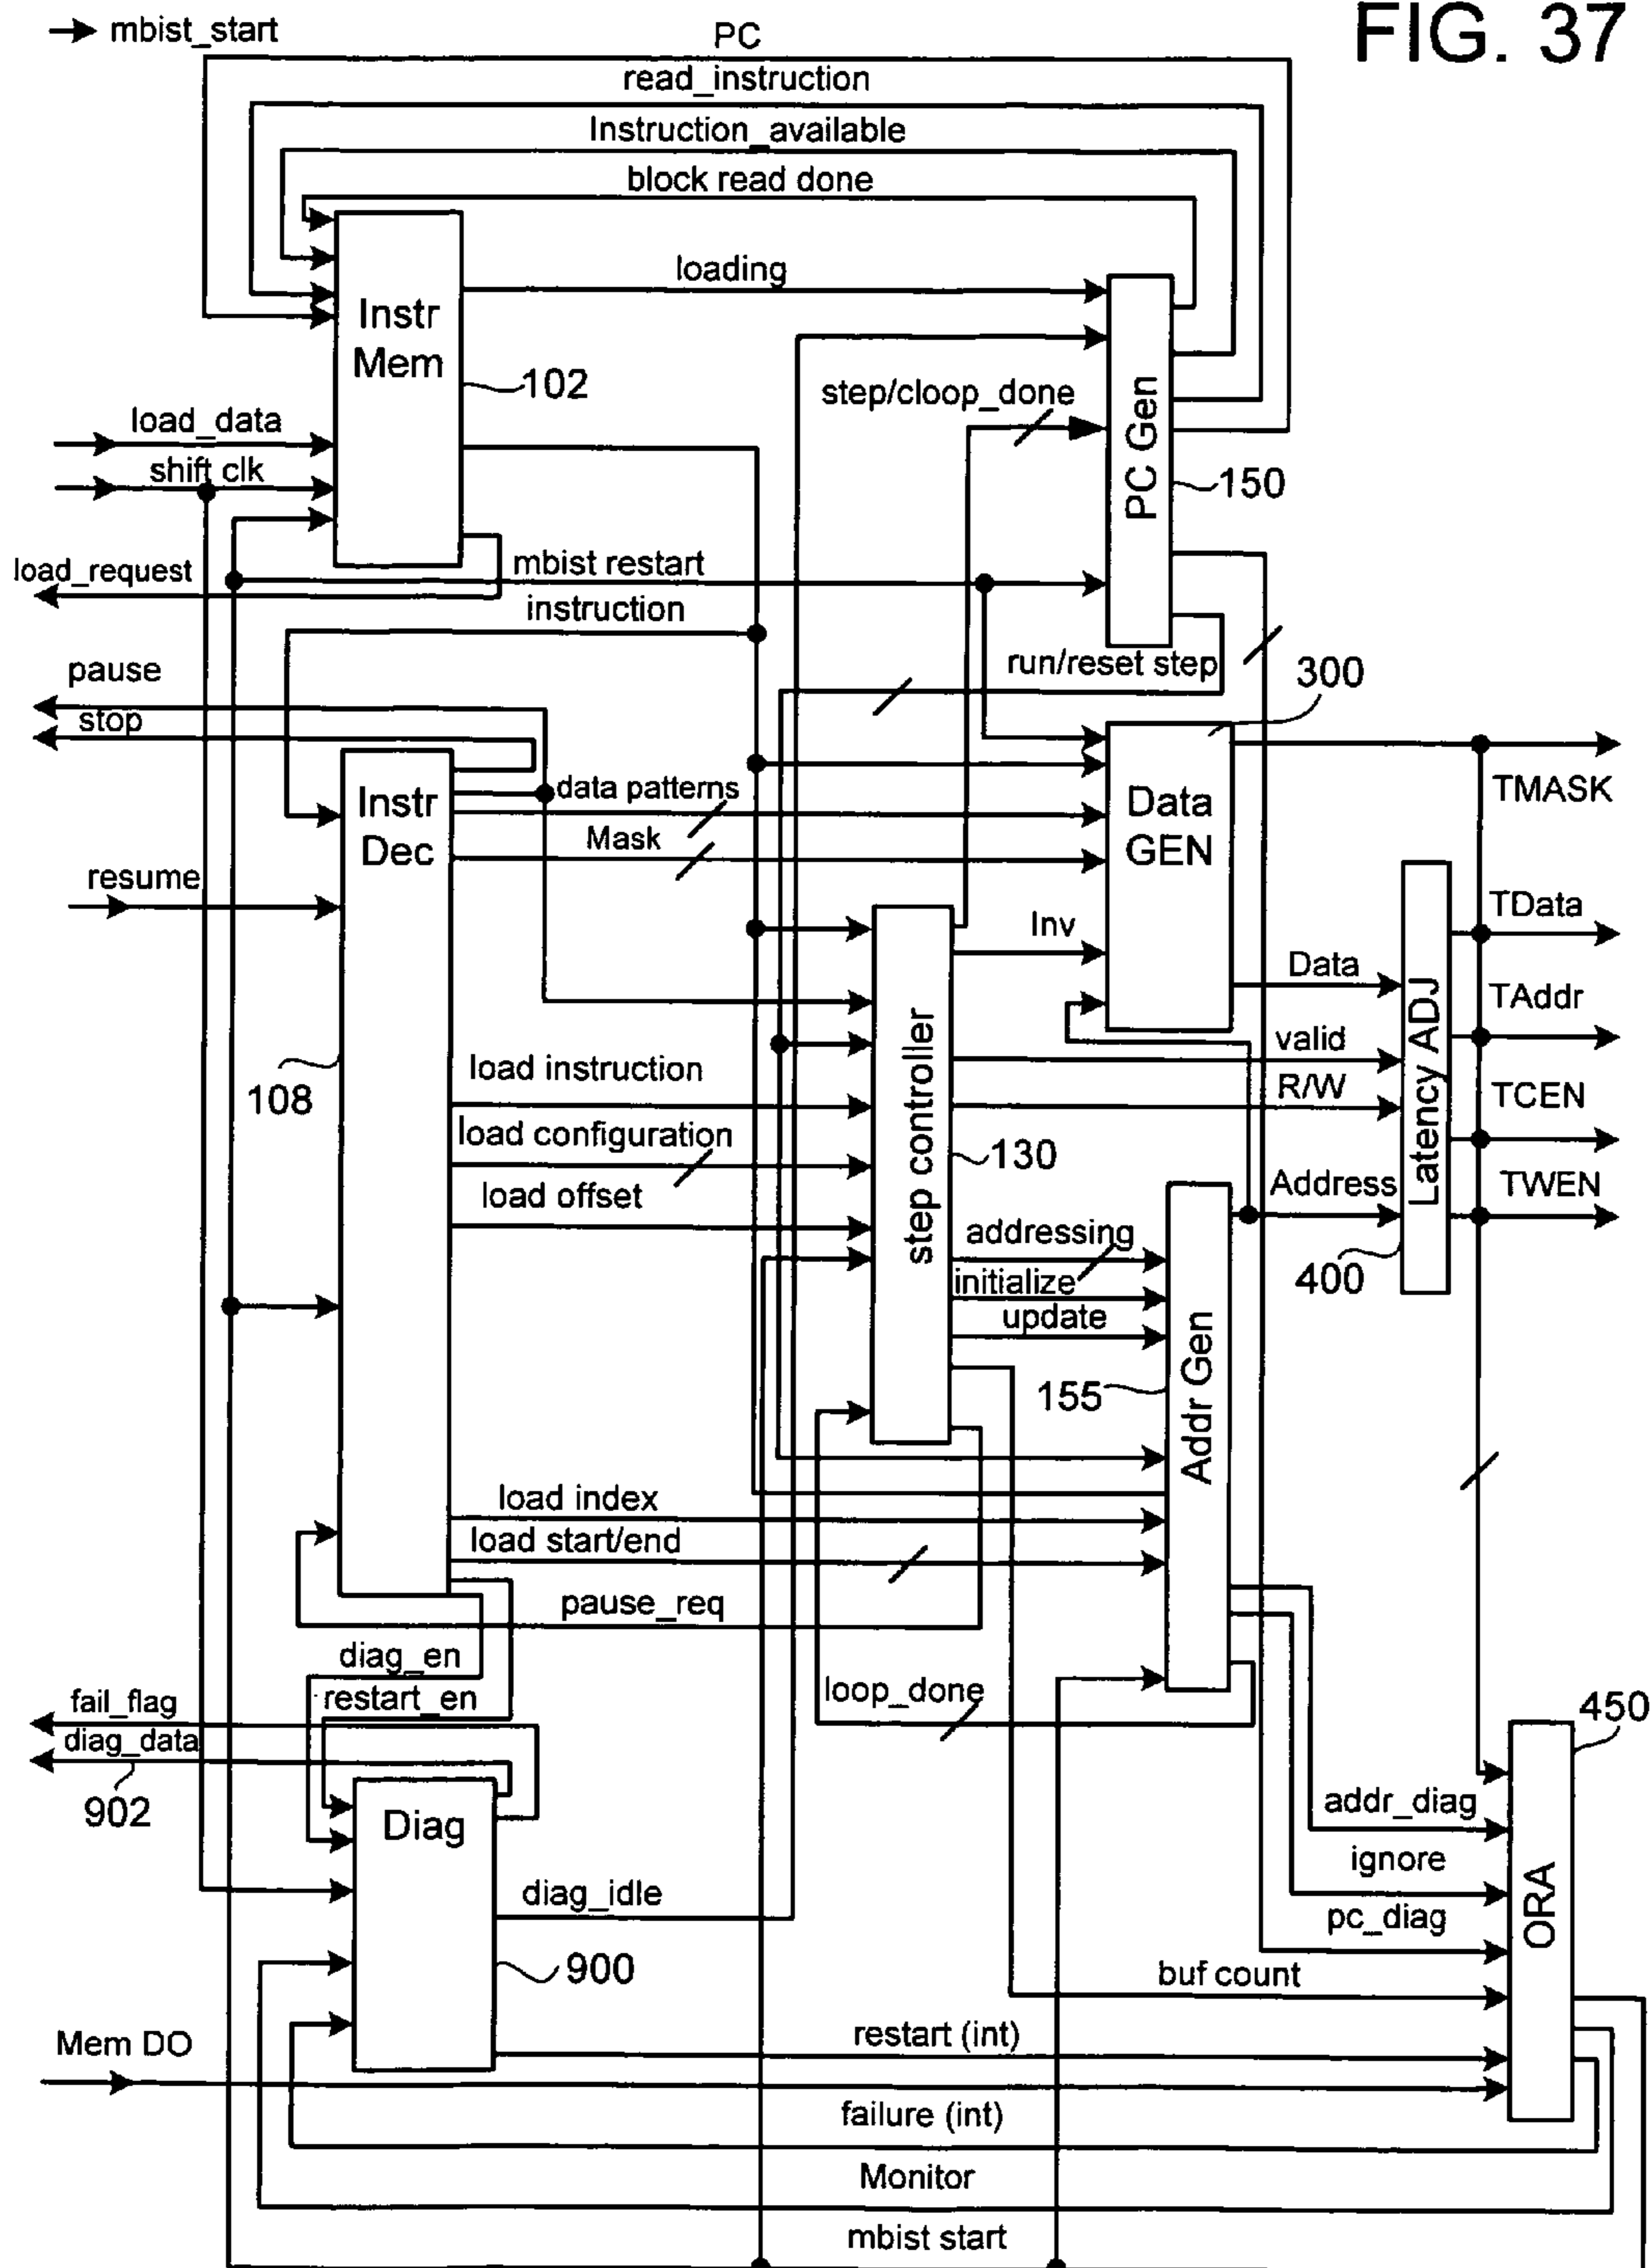 FIG. 37
mbist_start
PC
read_instruction
Instruction_available
block read done
loading
Instr
Mem
102
step/cloop_done
PC Gen
150
load_data
shift clk
load_request
mbist restart
instruction
run/reset step
300
pause
stop
Instr
Dec
data patterns
Mask
Data
GEN
TMASK
resume
Inv
Data
TData
TAddr
valid
R/W
TCEN
TWEN
Latency ADJ
400
108
load instruction
load configuration
load offset
step controller
130
Address
addressing
initialize
update
155
Addr Gen
load index
load start/end
pause_req
diag_en
restart_en
loop_done
fail_flag
diag_data
902
Diag
450
addr_diag
ignore
pc_diag
ORA
diag_idle
900
buf count
Mem DO
restart (int)
failure (int)
Monitor
mbist start